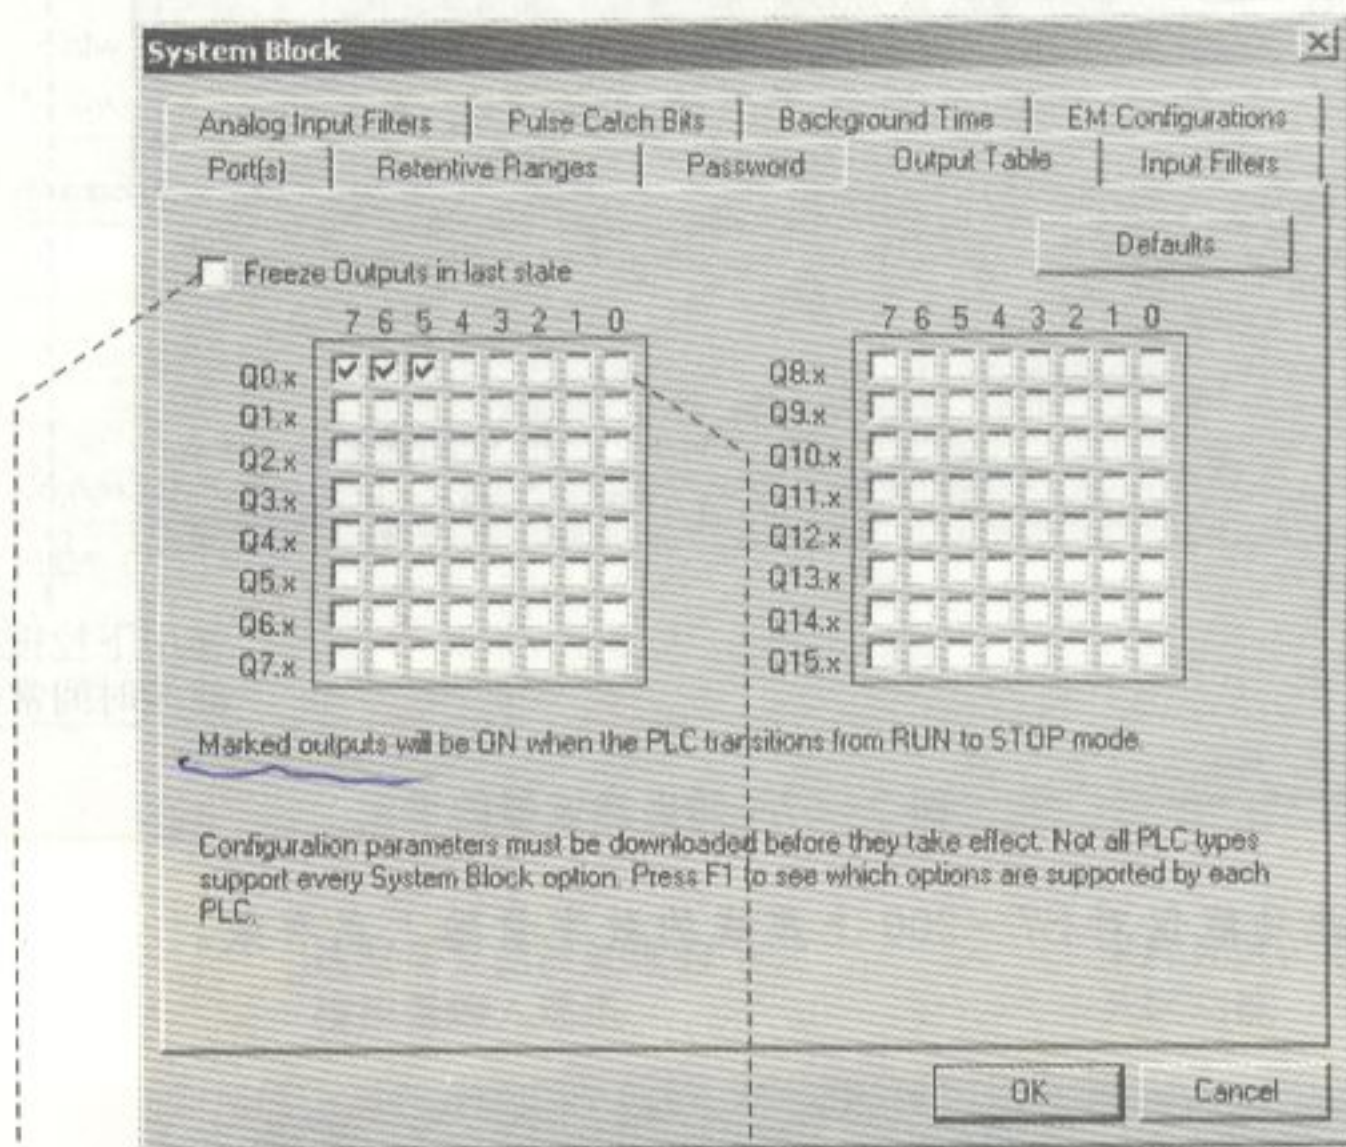 System Block
Analog Input Filters Pulse Catch Bits Background Time EM Configurations
Port(s) Retentive Ranges Password Output Table Input Filters
Defaults
Freeze Outputs in last state
7 6 5 4 3 2 1 0 7 6 5 4 3 2 1 0
Q0.x Q8.x
Q1.x Q9.x
Q2.x Q10.x
Q3.x Q11.x
Q4.x Q12.x
Q5.x Q13.x
Q6.x Q14.x
Q7.x Q15.x
Marked outputs will be ON when the PLC transitions from RUN to STOP mode.
Configuration parameters must be downloaded before they take effect. Not all PLC types
support every System Block option. Press F1 to see which options are supported by each
PLC.
OK Cancel